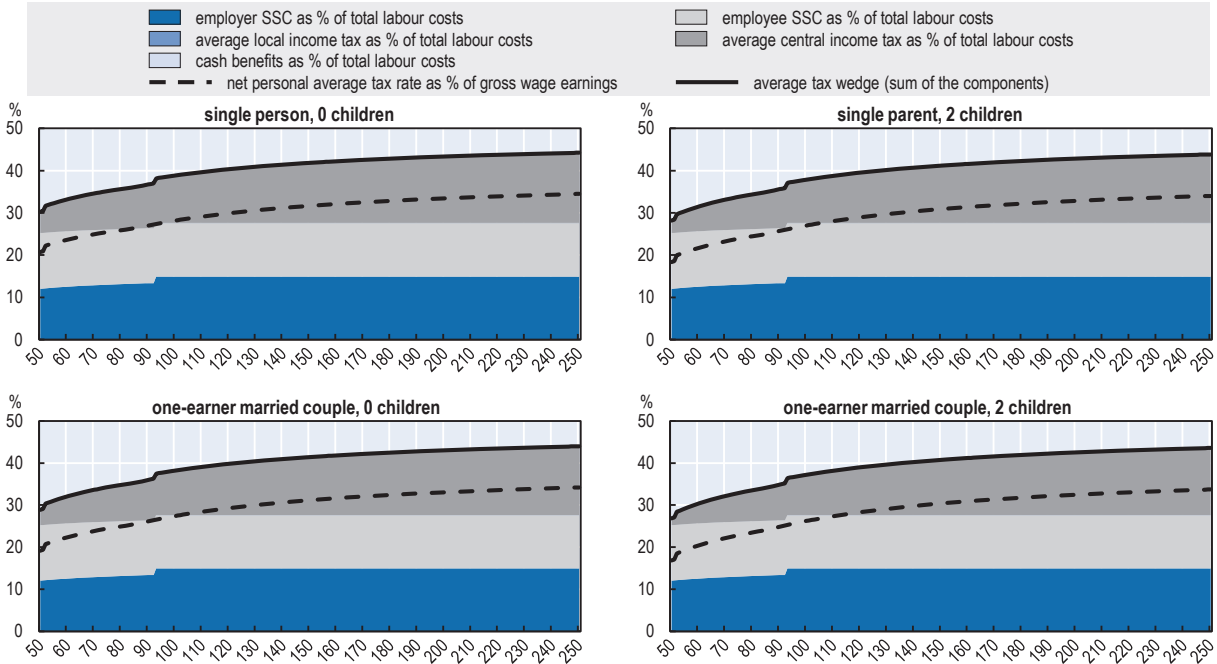 employer SSC as % of total labour costs
employee SSC as % of total labour costs
average local income tax as % of total labour costs
average central income tax as % of total labour costs
cash benefits as % of total labour costs
net personal average tax rate as % of gross wage earnings
average tax wedge (sum of the components)
%
single person, 0 children
50
40
30
20
10
0
50 60 70 80 90 100 110 120 130 140 150 160 170 180 190 200 210 220 230 240 250
%
single parent, 2 children
50
40
30
20
10
0
50 60 70 80 90 100 110 120 130 140 150 160 170 180 190 200 210 220 230 240 250
%
one-earner married couple, 0 children
50
40
30
20
10
0
50 60 70 80 90 100 110 120 130 140 150 160 170 180 190 200 210 220 230 240 250
%
one-earner married couple, 2 children
50
40
30
20
10
0
50 60 70 80 90 100 110 120 130 140 150 160 170 180 190 200 210 220 230 240 250